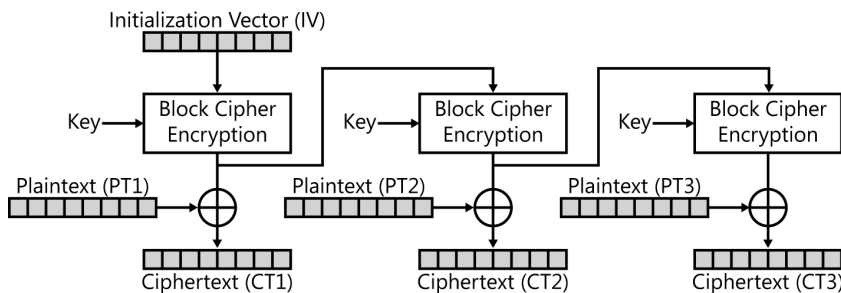 Initialization Vector (IV)
Key
Block Cipher
Encryption
Key
Block Cipher
Encryption
Key
Block Cipher
Encryption
Plaintext (PT1)
Plaintext (PT2)
Plaintext (PT3)
Ciphertext (CT1)
Ciphertext (CT2)
Ciphertext (CT3)